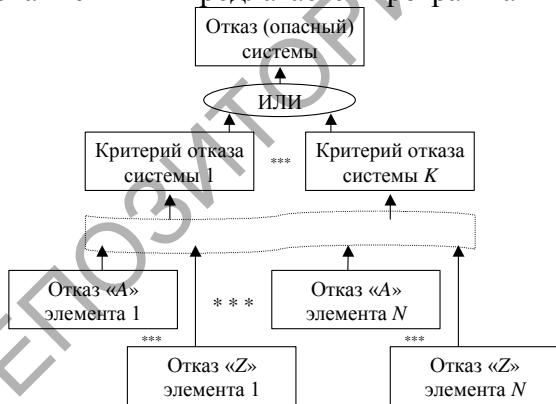 Отказ (опасный)
системы
ИЛИ
Критерий отказа
системы 1
***
Критерий отказа
системы K
Отказ «A»
элемента 1
* * *
Отказ «A»
элемента N
***
***
Отказ «Z»
элемента 1
Отказ «Z»
элемента N